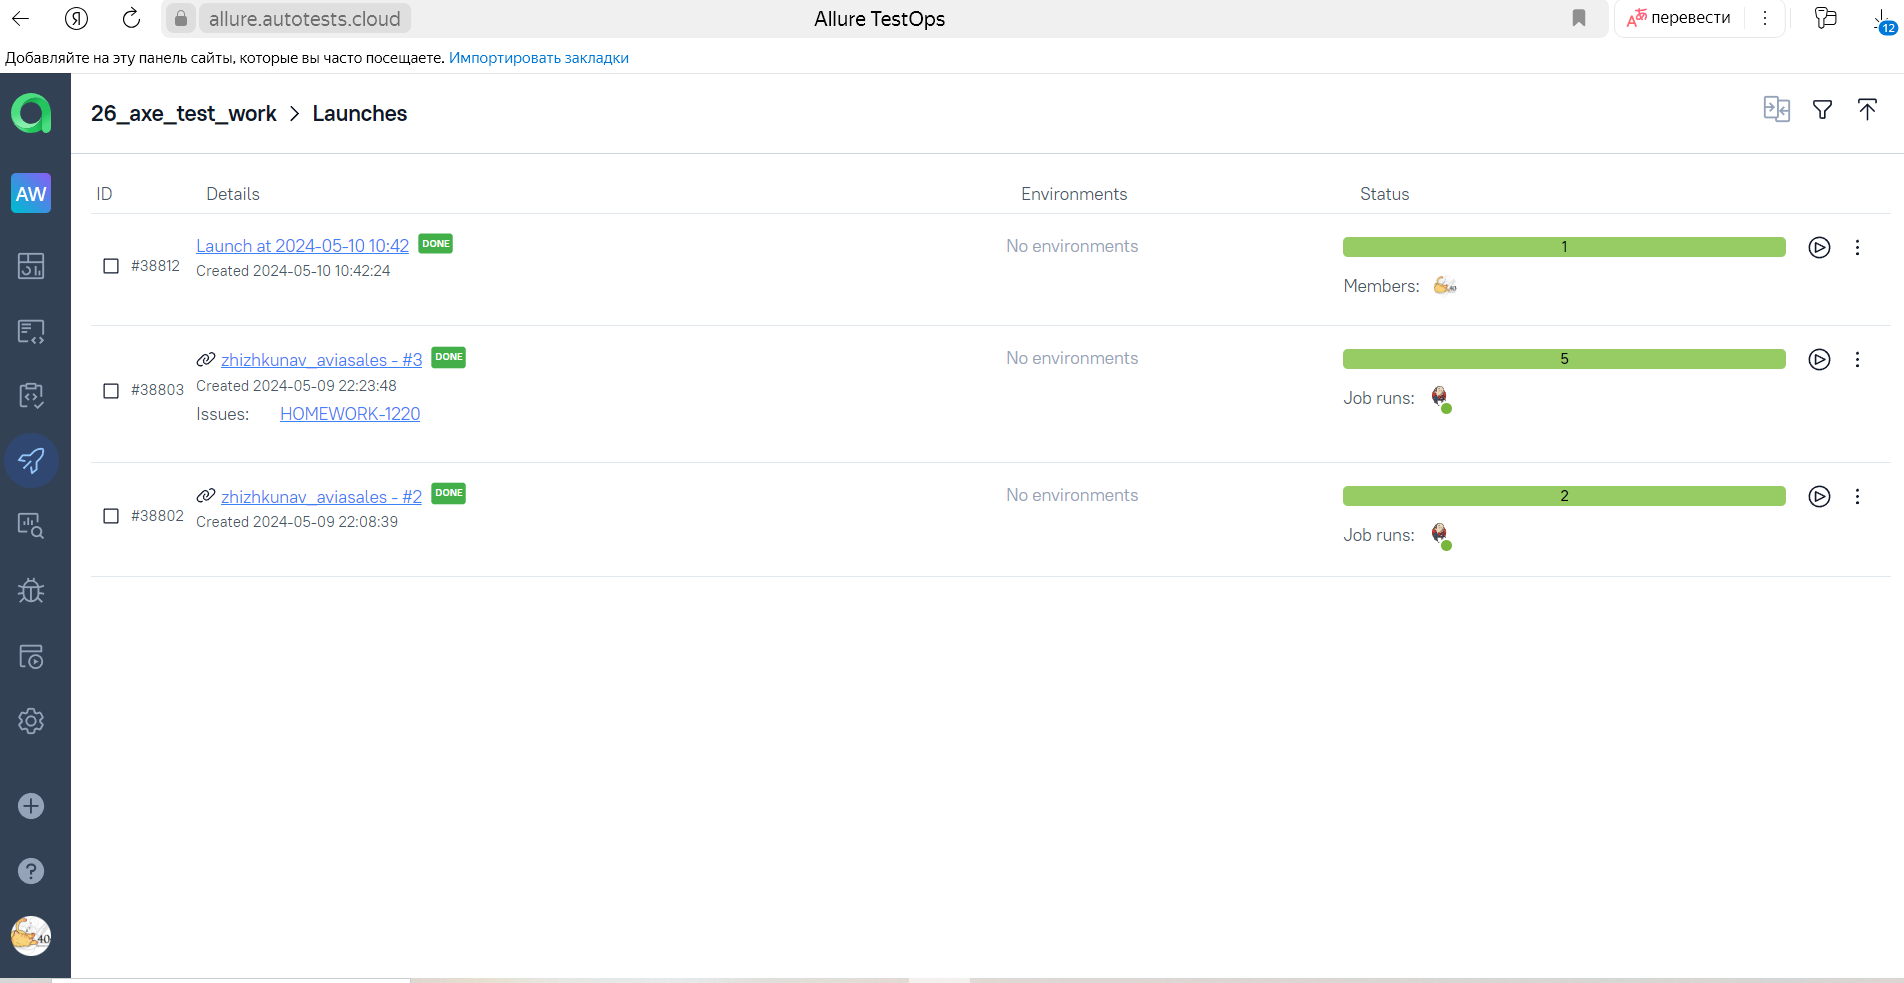 Я allure.autotests.cloud Allure TestOps перевести 12
Добавляйте на эту панель сайты, которые вы часто посещаете. Импортировать закладки
26_axe_test_work > Launches
AW
ID Details Environments Status
#38812 Launch at 2024-05-10 10:42 DONE No environments 1
Created 2024-05-10 10:42:24
Members:
#38803 zhizhkunav_aviasales - #3 DONE No environments 5
Created 2024-05-09 22:23:48
Job runs:
Issues: HOMEWORK-1220
#38802 zhizhkunav_aviasales - #2 DONE No environments 2
Created 2024-05-09 22:08:39
Job runs:
?
40